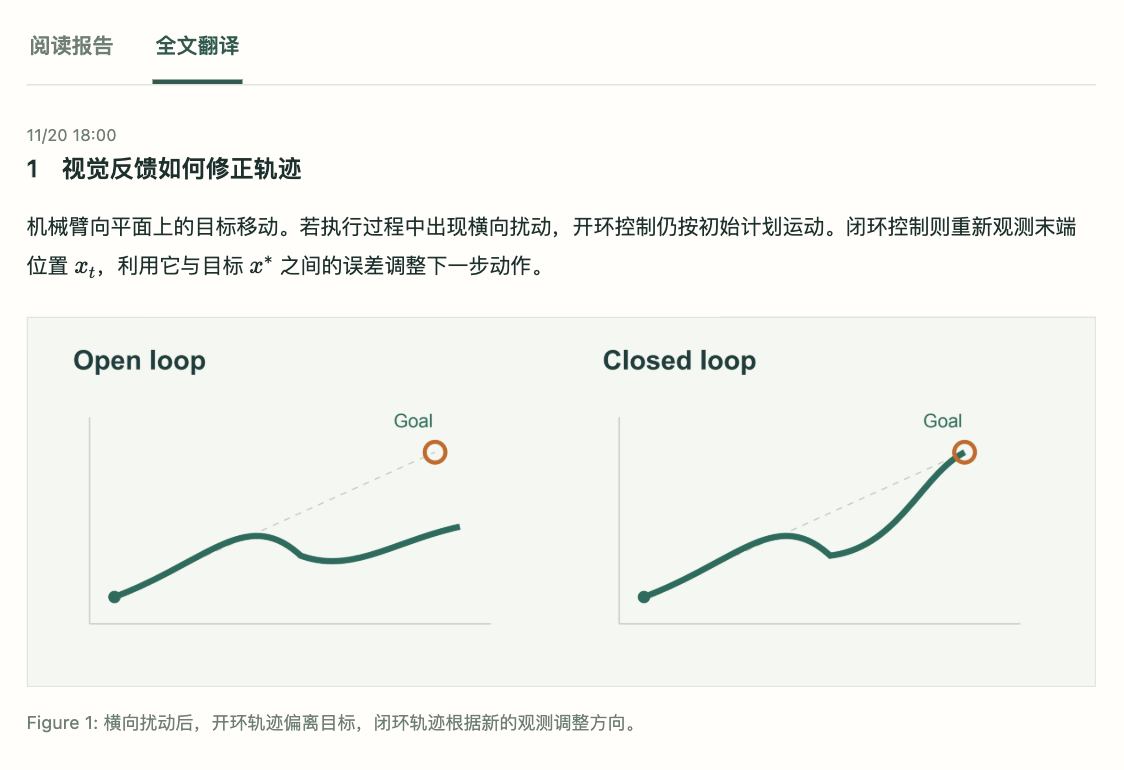 阅读报告 全文翻译
11/20 18:00
1 视觉反馈如何修正轨迹
机械臂向平面上的目标移动。若执行过程中出现横向扰动，开环控制仍按初始计划运动。闭环控制则重新观测末端
位置 xₜ，利用它与目标 x* 之间的误差调整下一步动作。
Open loop
Goal
Closed loop
Goal
Figure 1: 横向扰动后，开环轨迹偏离目标，闭环轨迹根据新的观测调整方向。